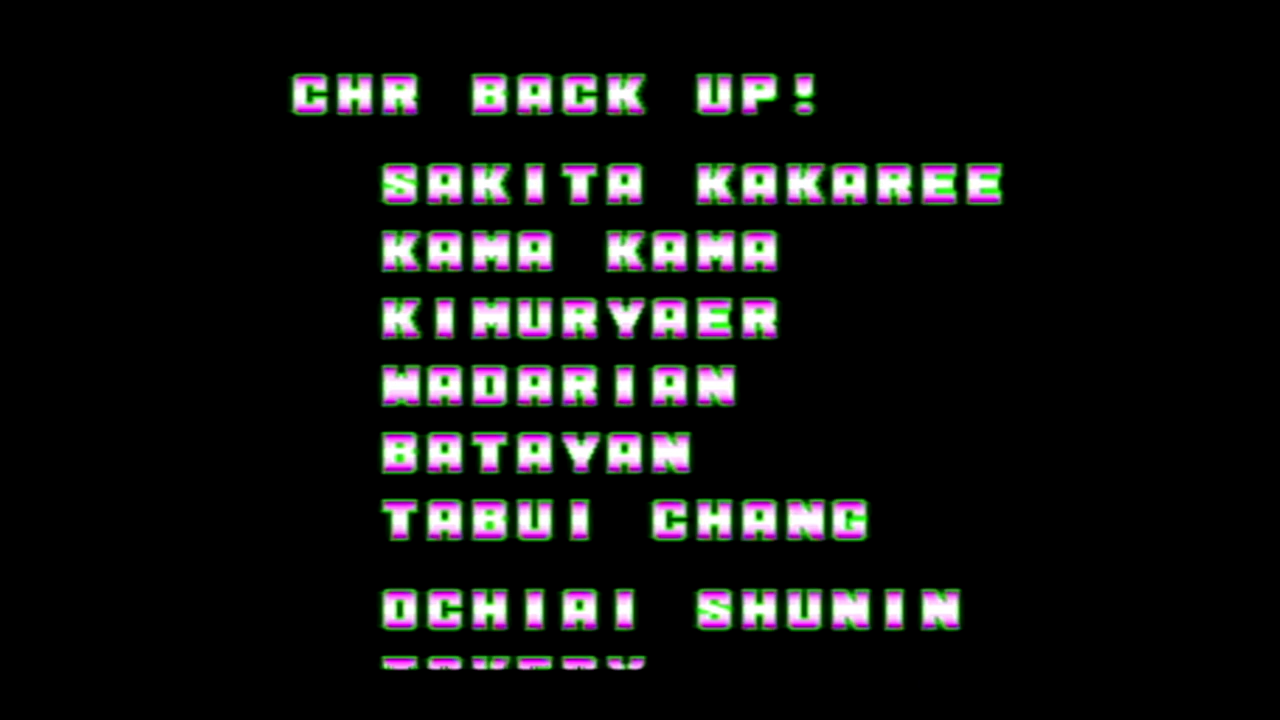 CHR BACK UP!
SAKITA KAKAREE
KAMA KAMA
KIMURYAER
WADARIAN
BATAYAN
TABUI CHANG
OCHIAI SHUNIN